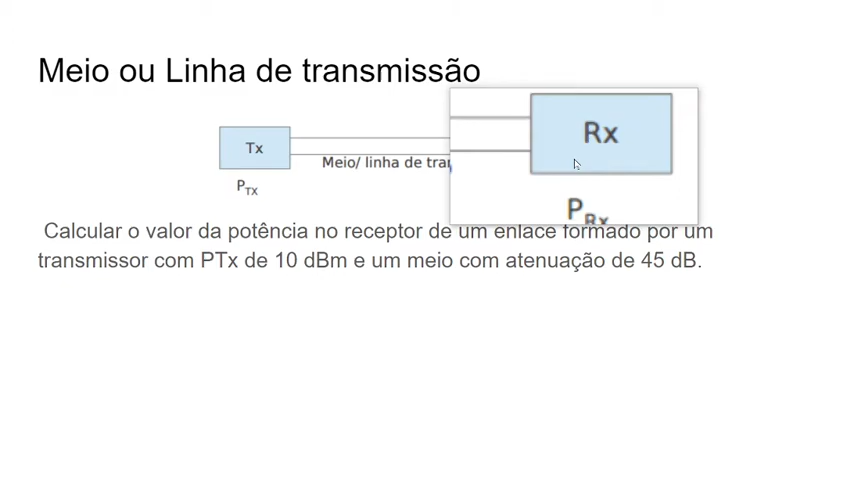 Meio ou Linha de transmissão
Tx
Rx
Meio/ linha de
PTX
PRx
Calcular o valor da potência no receptor de um enlace formado por um
transmissor com PTx de 10 dBm e um meio com atenuação de 45 dB.